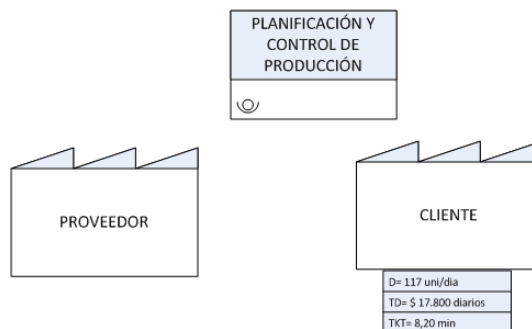 PLANIFICACIÓN Y
CONTROL DE
PRODUCCIÓN
PROVEEDOR
CLIENTE
D= 117 uni/dia
TD= $ 17.800 diarios
TKT= 8,20 min